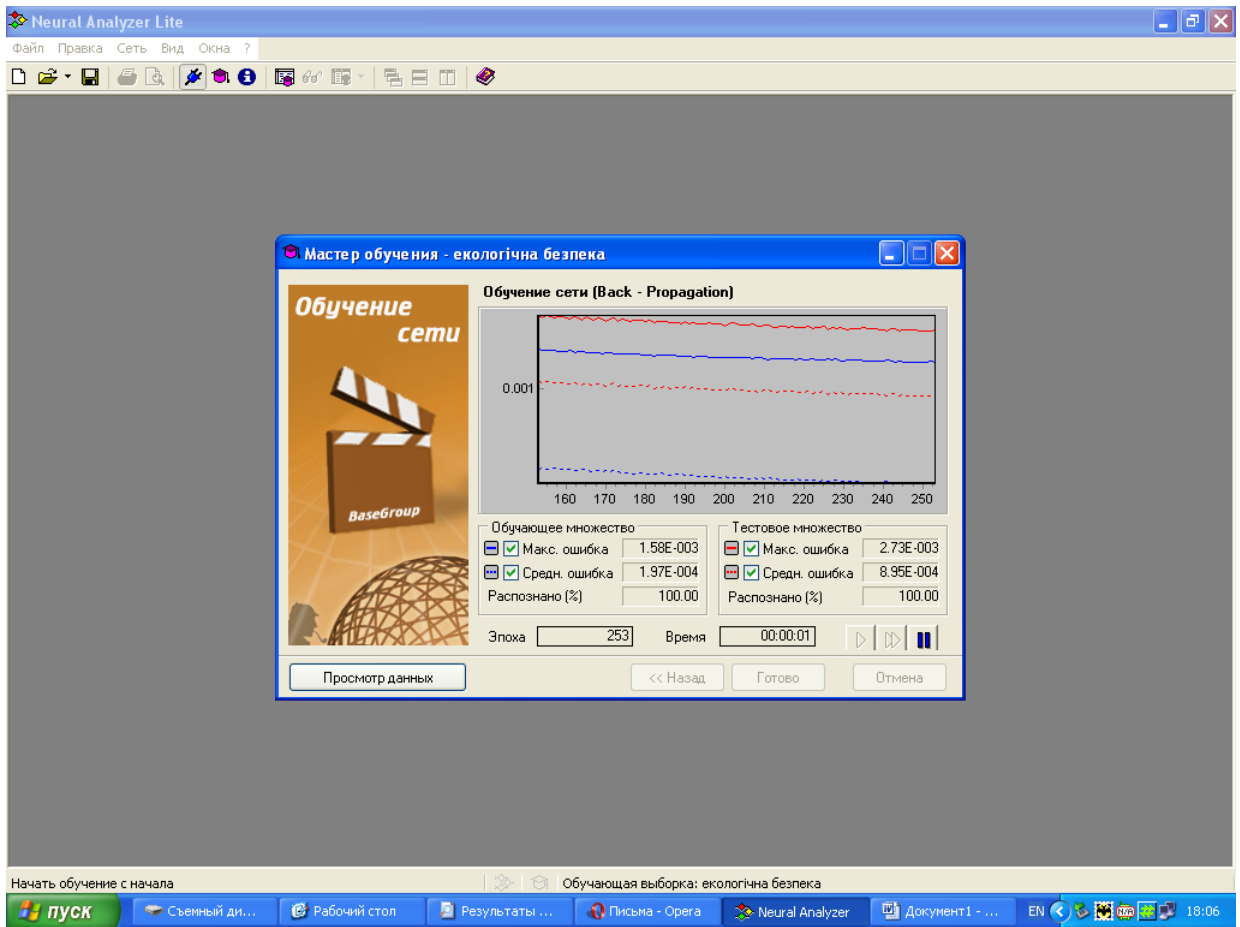 Neural Analyzer Lite
Файл Правка Сеть Вид Окна ?
Мастер обучения - екологічна безпека
Обучение
сети
BaseGroup
Обучение сети (Back - Propagation)
0.001
160 170 180 190 200 210 220 230 240 250
Обучающее множество
Макс. ошибка 1.58E-003
Средн. ошибка 1.97E-004
Распознано (%) 100.00
Тестовое множество
Макс. ошибка 2.73E-003
Средн. ошибка 8.95E-004
Распознано (%) 100.00
Эпоха 253 Время 00:00:01
Просмотр данных << Назад Готово Отмена
Начать обучение с начала Обучающая выборка: екологічна безпека
пуск Съемный ди... Рабочий стол Результаты ... Письма - Opera Neural Analyzer Документ1 - ... EN N/A 18:06